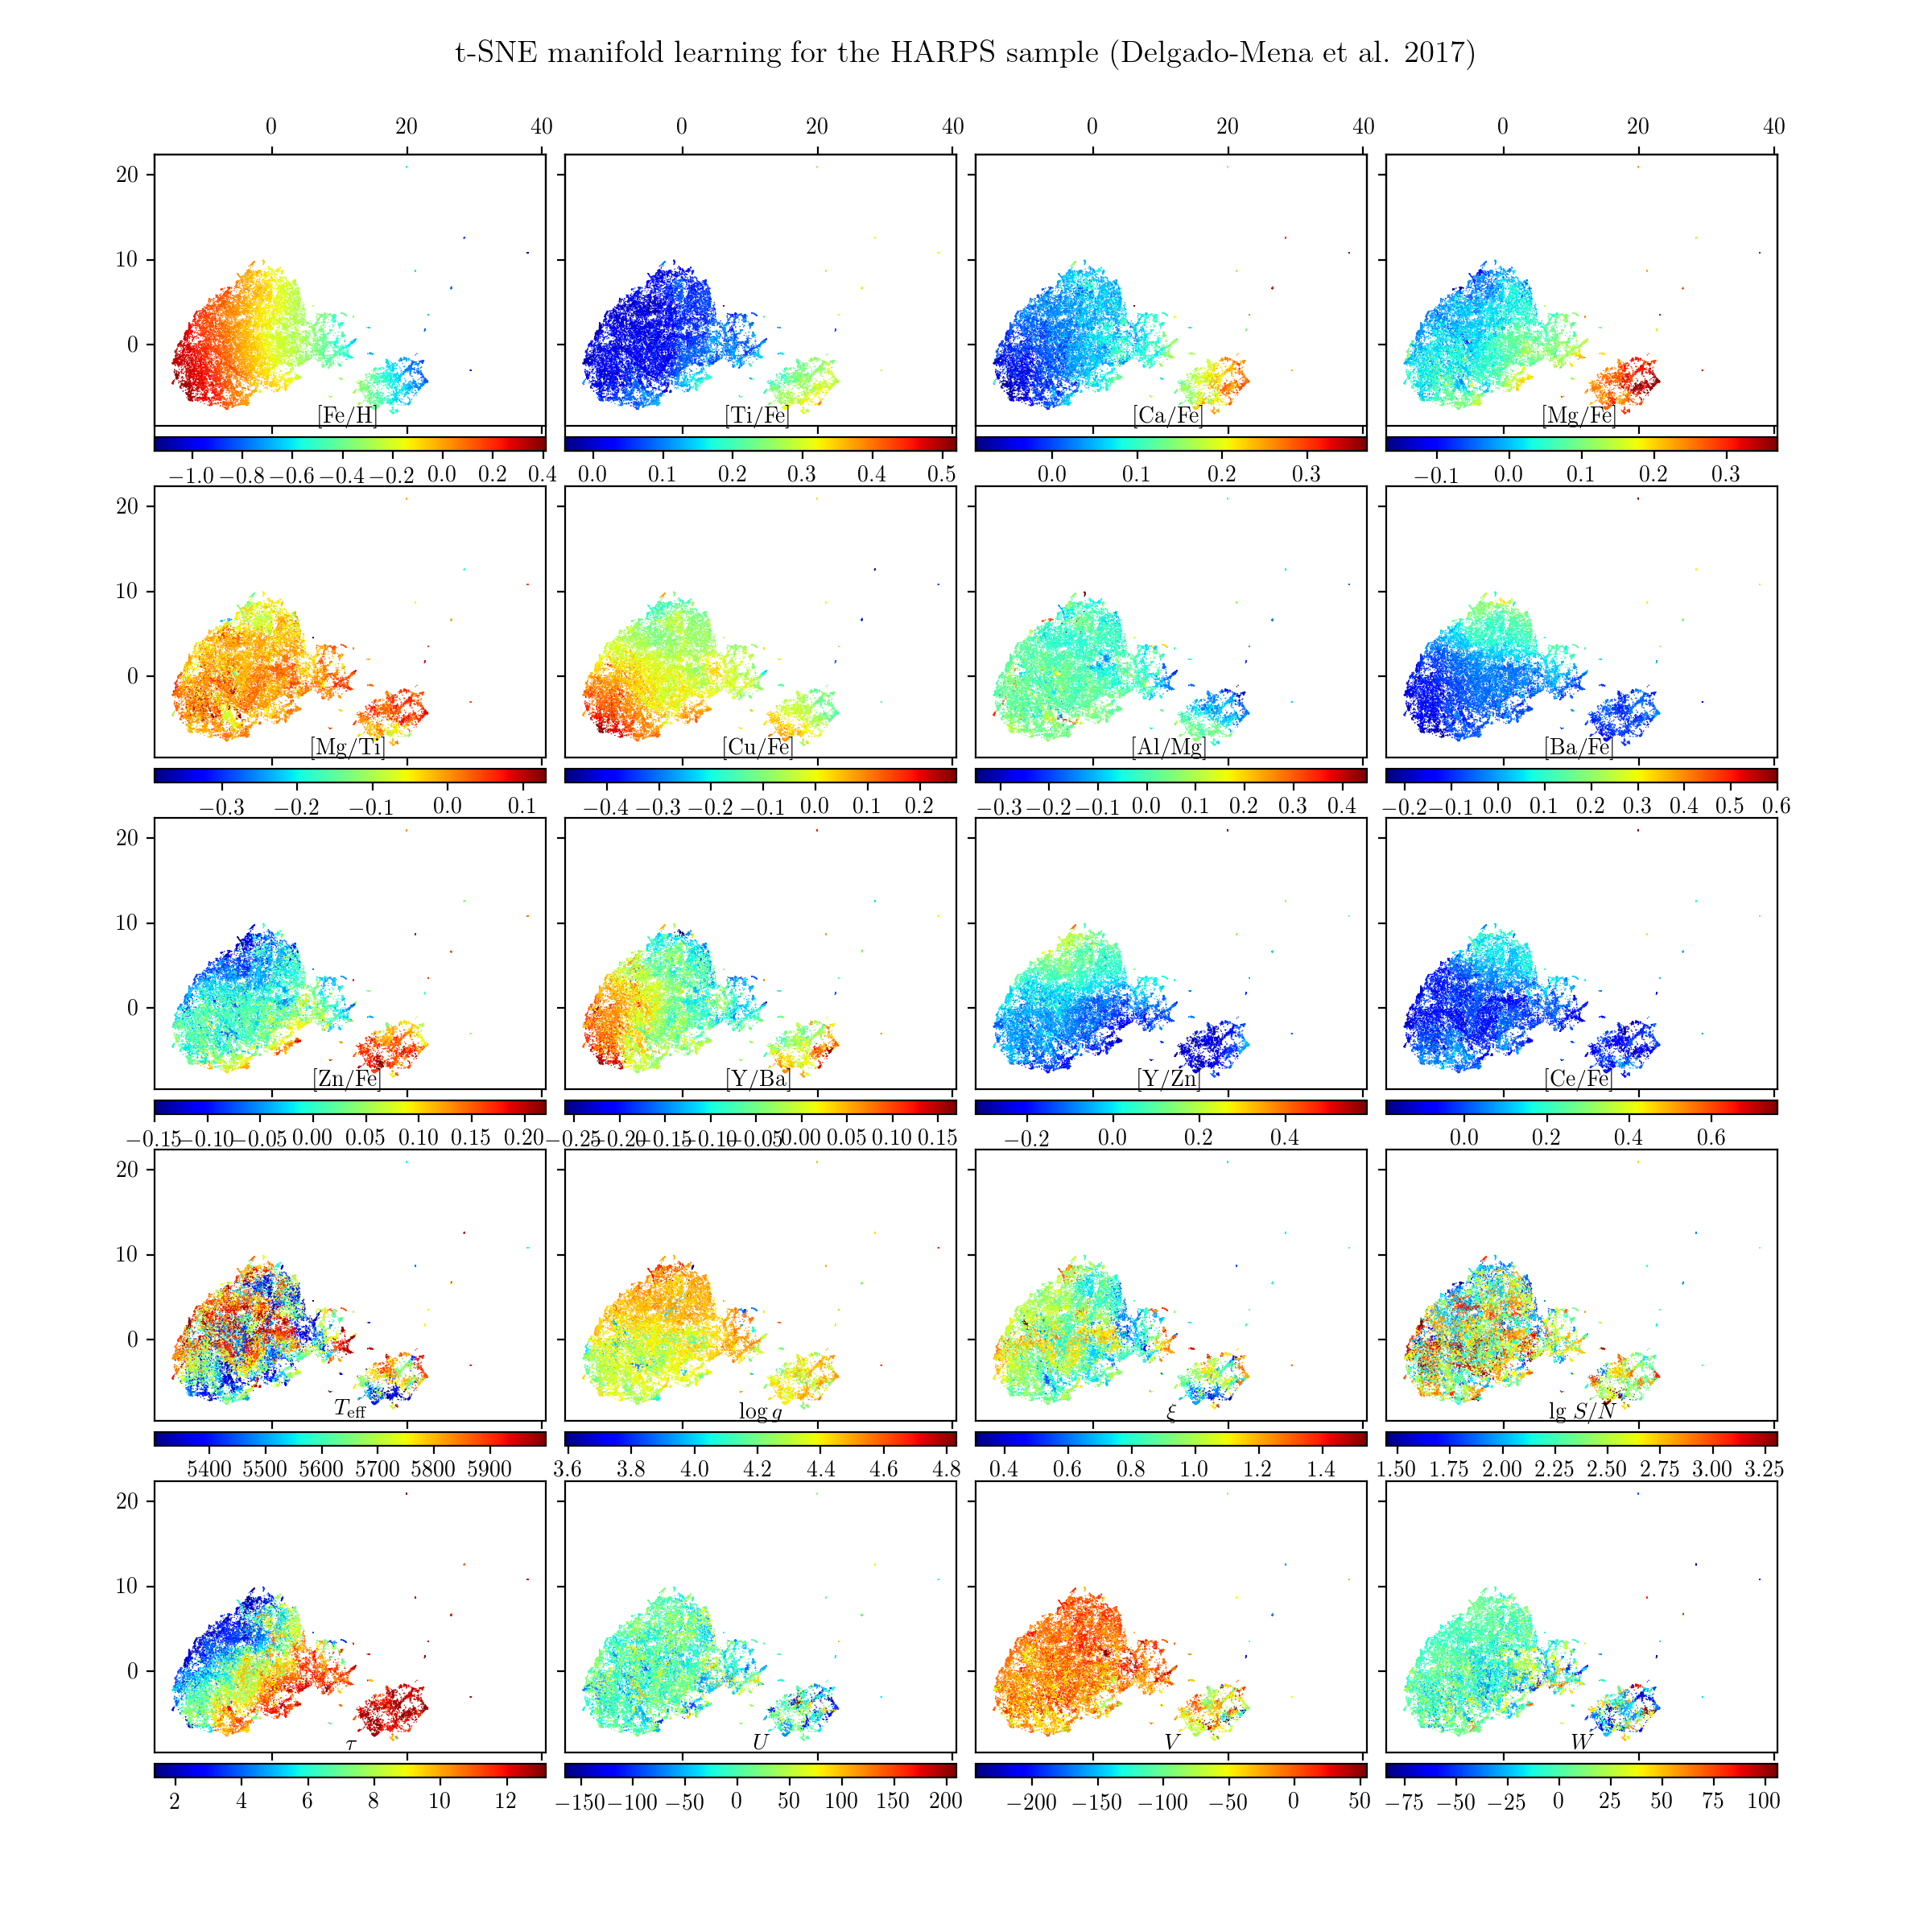 t-SNE manifold learning for the HARPS sample (Delgado-Mena et al. 2017)
0 20 40 0 20 40 0 20 40 0 20 40
20
10
0
[Fe/H] [Ti/Fe] [Ca/Fe] [Mg/Fe]
−1.0 −0.8 −0.6 −0.4 −0.2 0.0 0.2 0.4 0.0 0.1 0.2 0.3 0.4 0.5 0.0 0.1 0.2 0.3 −0.1 0.0 0.1 0.2 0.3
20
10
0
[Mg/Ti] [Cu/Fe] [Al/Mg] [Ba/Fe]
−0.3 −0.2 −0.1 0.0 0.1 −0.4 −0.3 −0.2 −0.1 0.0 0.1 0.2 −0.3 −0.2 −0.1 0.0 0.1 0.2 0.3 0.4 −0.2 −0.1 0.0 0.1 0.2 0.3 0.4 0.5 0.6
20
10
0
[Zn/Fe] [Y/Ba] [Y/Zn] [Ce/Fe]
−0.15 −0.10 −0.05 0.00 0.05 0.10 0.15 0.20 −0.25 −0.20 −0.15 −0.10 −0.05 0.00 0.05 0.10 0.15 −0.2 0.0 0.2 0.4 0.0 0.2 0.4 0.6
20
10
0
T_eff log g ξ lg S/N
5400 5500 5600 5700 5800 5900 3.6 3.8 4.0 4.2 4.4 4.6 4.8 0.4 0.6 0.8 1.0 1.2 1.4 1.50 1.75 2.00 2.25 2.50 2.75 3.00 3.25
20
10
0
τ U V W
2 4 6 8 10 12 −150 −100 −50 0 50 100 150 200 −200 −150 −100 −50 0 50 −75 −50 −25 0 25 50 75 100